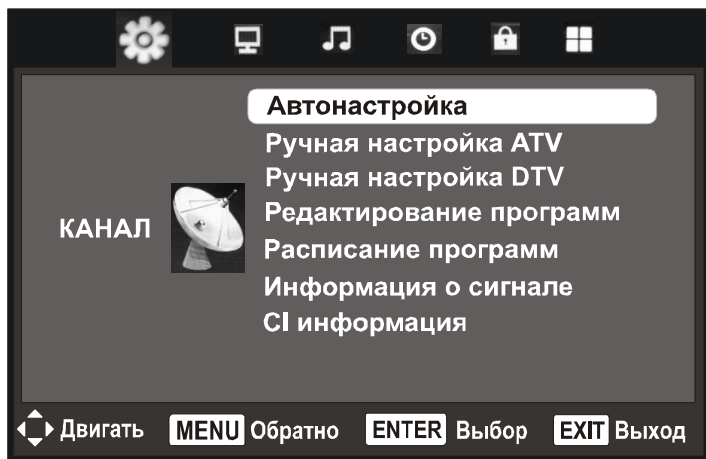 Автонастройка
Ручная настройка ATV
Ручная настройка DTV
Редактирование программ
КАНАЛ
Расписание программ
Информация о сигнале
CI информация
Двигать MENU Обратно ENTER Выбор EXIT Выход